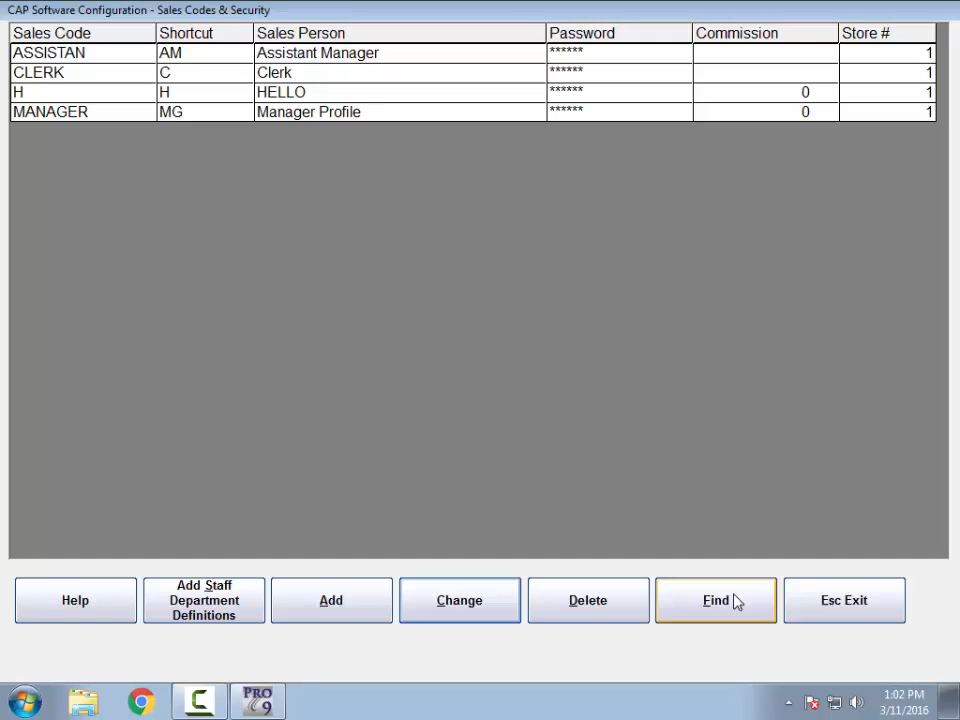 CAP Software Configuration - Sales Codes & Security
Sales Code Shortcut Sales Person Password Commission Store #
ASSISTAN AM Assistant Manager ****** 1
CLERK C Clerk ****** 1
H H HELLO ****** 0 1
MANAGER MG Manager Profile ****** 0 1
Help
Add Staff
Department
Definitions
Add
Change
Delete
Find
Esc Exit
PRO
9
1:02 PM
3/11/2016